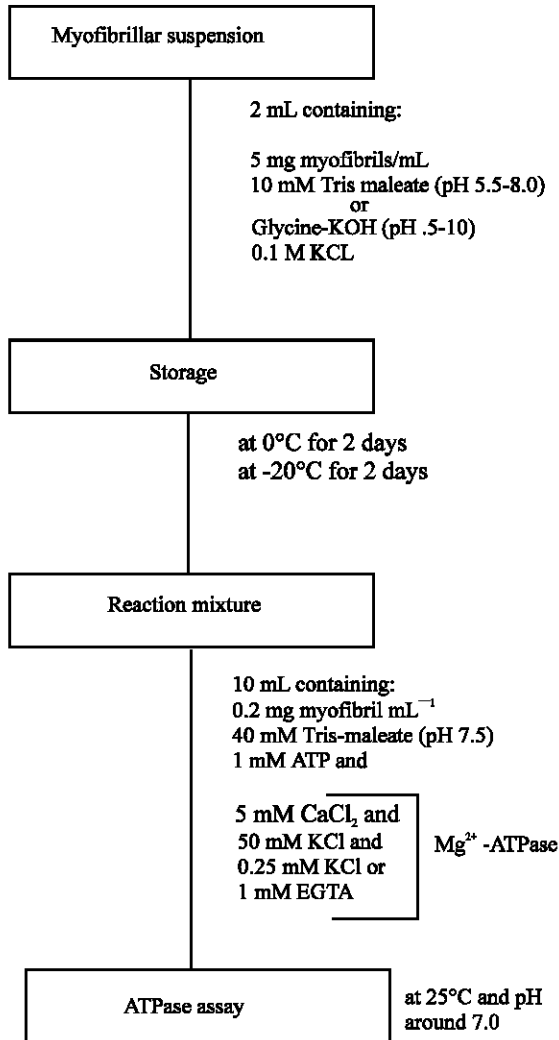 Myofibrillar suspension
2 mL containing:
5 mg myofibrils/mL
10 mM Tris maleate (pH 5.5-8.0)
or
Glycine-KOH (pH .5-10)
0.1 M KCL
Storage
at 0°C for 2 days
at -20°C for 2 days
Reaction mixture
10 mL containing:
0.2 mg myofibril mL⁻¹
40 mM Tris-maleate (pH 7.5)
1 mM ATP and
5 mM CaCl₂ and
50 mM KCl and
0.25 mM KCl or
1 mM EGTA
Mg²⁺ -ATPase
ATPase assay
at 25°C and pH
around 7.0